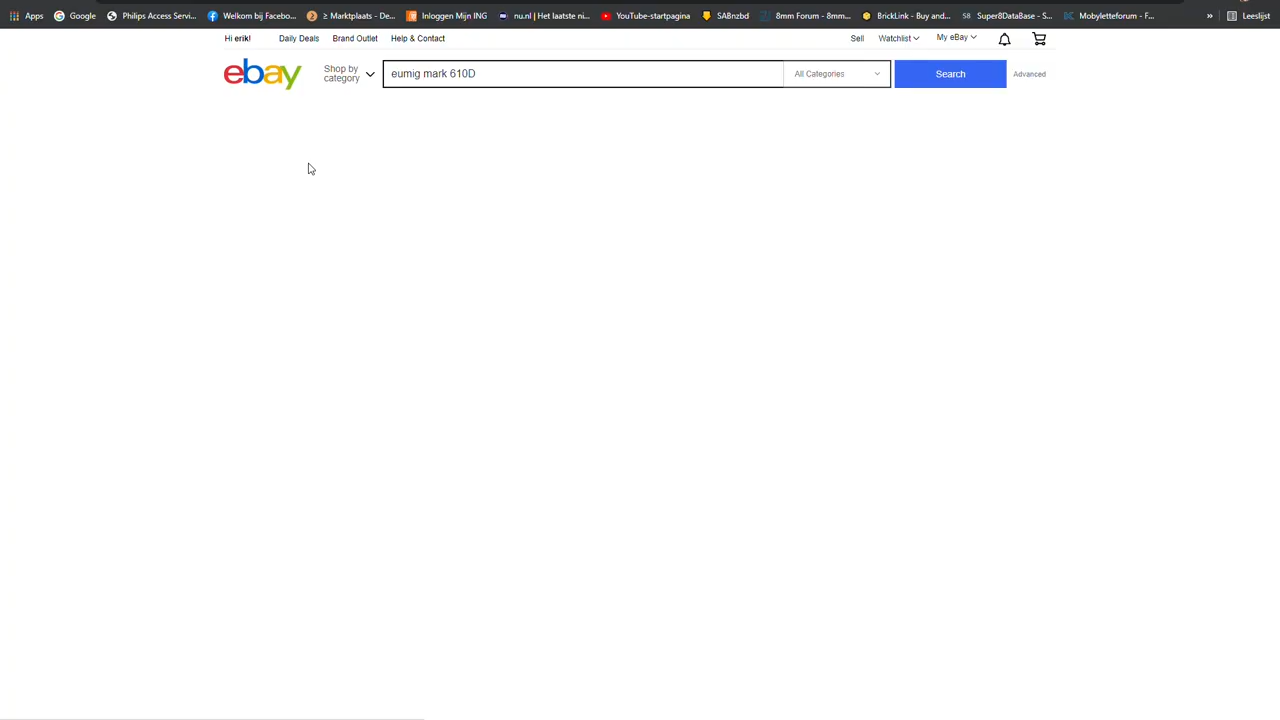 Apps Google Philips Access Servi... Welkom bij Facebo... ≥ Marktplaats - De... Inloggen Mijn ING nu.nl | Het laatste ni... YouTube-startpagina SABnzbd 8mm Forum - 8mm... BrickLink - Buy and... S8 Super8DataBase - S... Mobyletteforum - F... » Leeslijst
Hi erik! Daily Deals Brand Outlet Help & Contact Sell Watchlist My eBay
ebay Shop by category eumig mark 610D All Categories Search Advanced